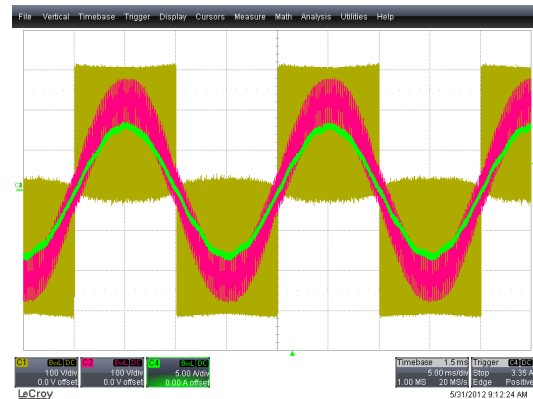 File Vertical Timebase Trigger Display Cursors Measure Math Analysis Utilities Help
C3
C1 BwL DC
100 V/div
0.0 V offset
C2 BwL DC
100 V/div
0.0 V offset
C4 BwL DC
5.00 A/div
0.00 A offset
Timebase 1.5 ms
5.00 ms/div
1.00 MS 20 MS/s
Trigger C4 DC
Stop 3.35 A
Edge Positive
LeCroy
5/31/2012 9:12:24 AM